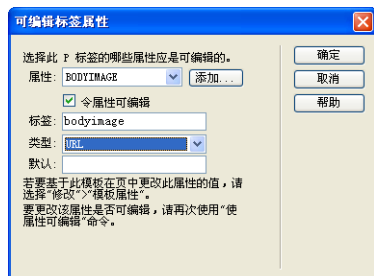 可编辑标签属性
选择此 P 标签的哪些属性应是可编辑的。
属性: BODYIMAGE 添加...
令属性可编辑
标签: bodyimage
类型: URL
默认:
若要基于此模板在页中更改此属性的值，请
选择“修改”>“模板属性”。
要更改该属性是否可编辑，请再次使用“使
属性可编辑”命令。
确定
取消
帮助